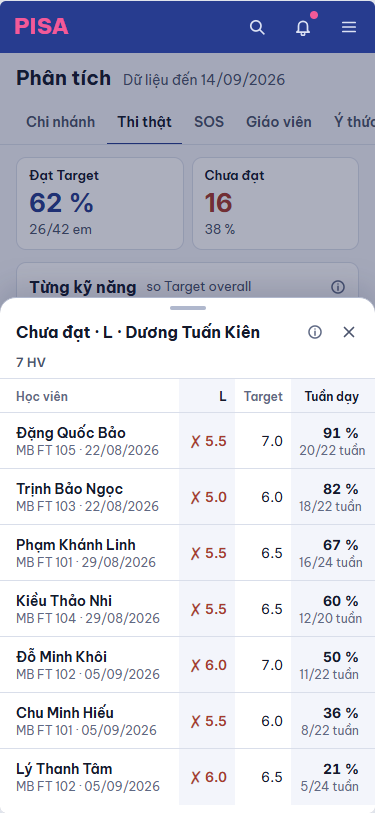 PISA
Phân tích Dữ liệu đến 14/09/2026
Chi nhánh Thi thật SOS Giáo viên Ý thức
Đạt Target
62 %
26/42 em
Chưa đạt
16
38 %
Từng kỹ năng so Target overall
Chưa đạt · L · Dương Tuấn Kiên
7 HV
Học viên L Target Tuần dạy
Đặng Quốc Bảo ✗ 5.5 7.0 91 %
MB FT 105 · 22/08/2026 20/22 tuần
Trịnh Bảo Ngọc ✗ 5.0 6.0 82 %
MB FT 103 · 22/08/2026 18/22 tuần
Phạm Khánh Linh ✗ 5.5 6.5 67 %
MB FT 101 · 29/08/2026 16/24 tuần
Kiều Thảo Nhi ✗ 5.5 6.5 60 %
MB FT 104 · 29/08/2026 12/20 tuần
Đỗ Minh Khôi ✗ 6.0 7.0 50 %
MB FT 102 · 05/09/2026 11/22 tuần
Chu Minh Hiếu ✗ 5.5 6.0 36 %
MB FT 101 · 05/09/2026 8/22 tuần
Lý Thanh Tâm ✗ 6.0 6.5 21 %
MB FT 102 · 05/09/2026 5/24 tuần